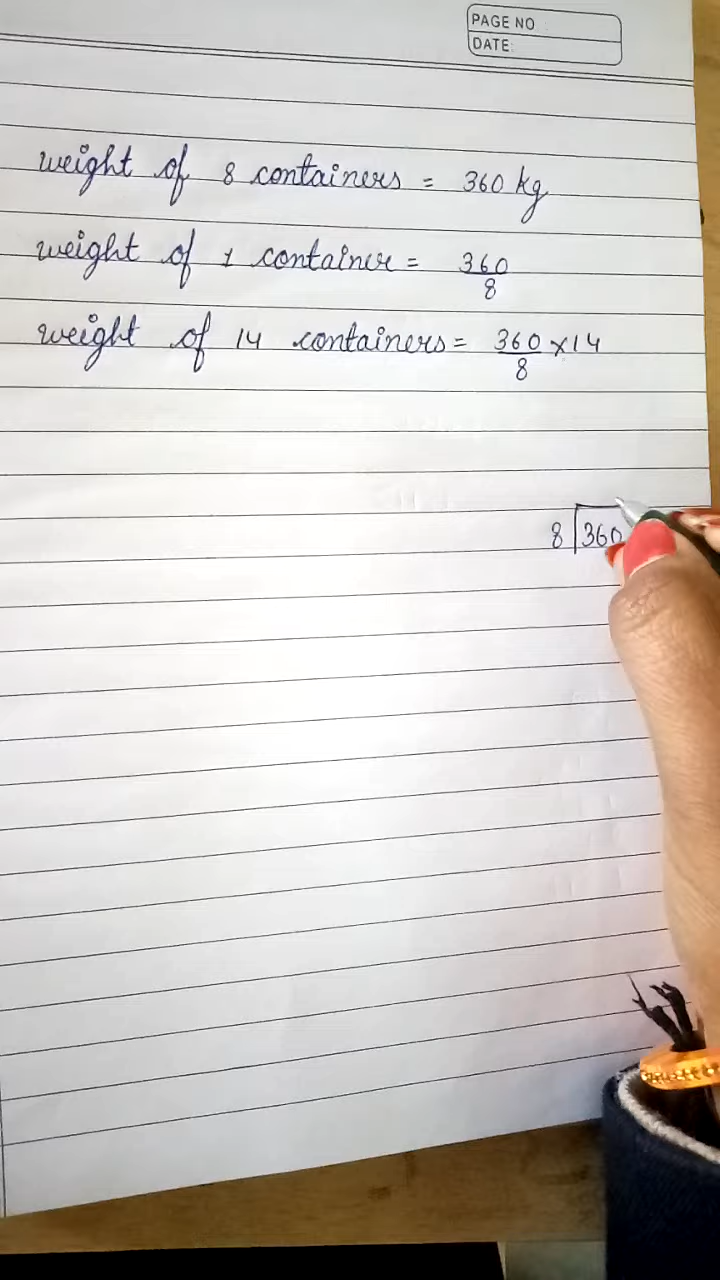 PAGE NO :
DATE:
weight of 8 containers = 360 kg
weight of 1 container = 360/8
weight of 14 containers = 360/8 x 14
8 360